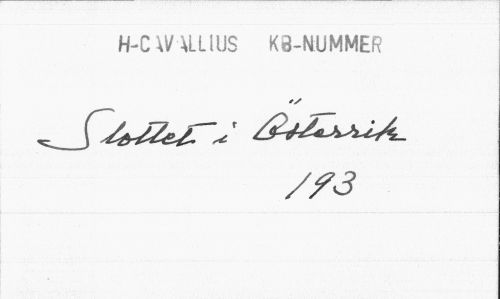 H-CAVALLIUS KB-NUMMER
Slottet i Österrik
193